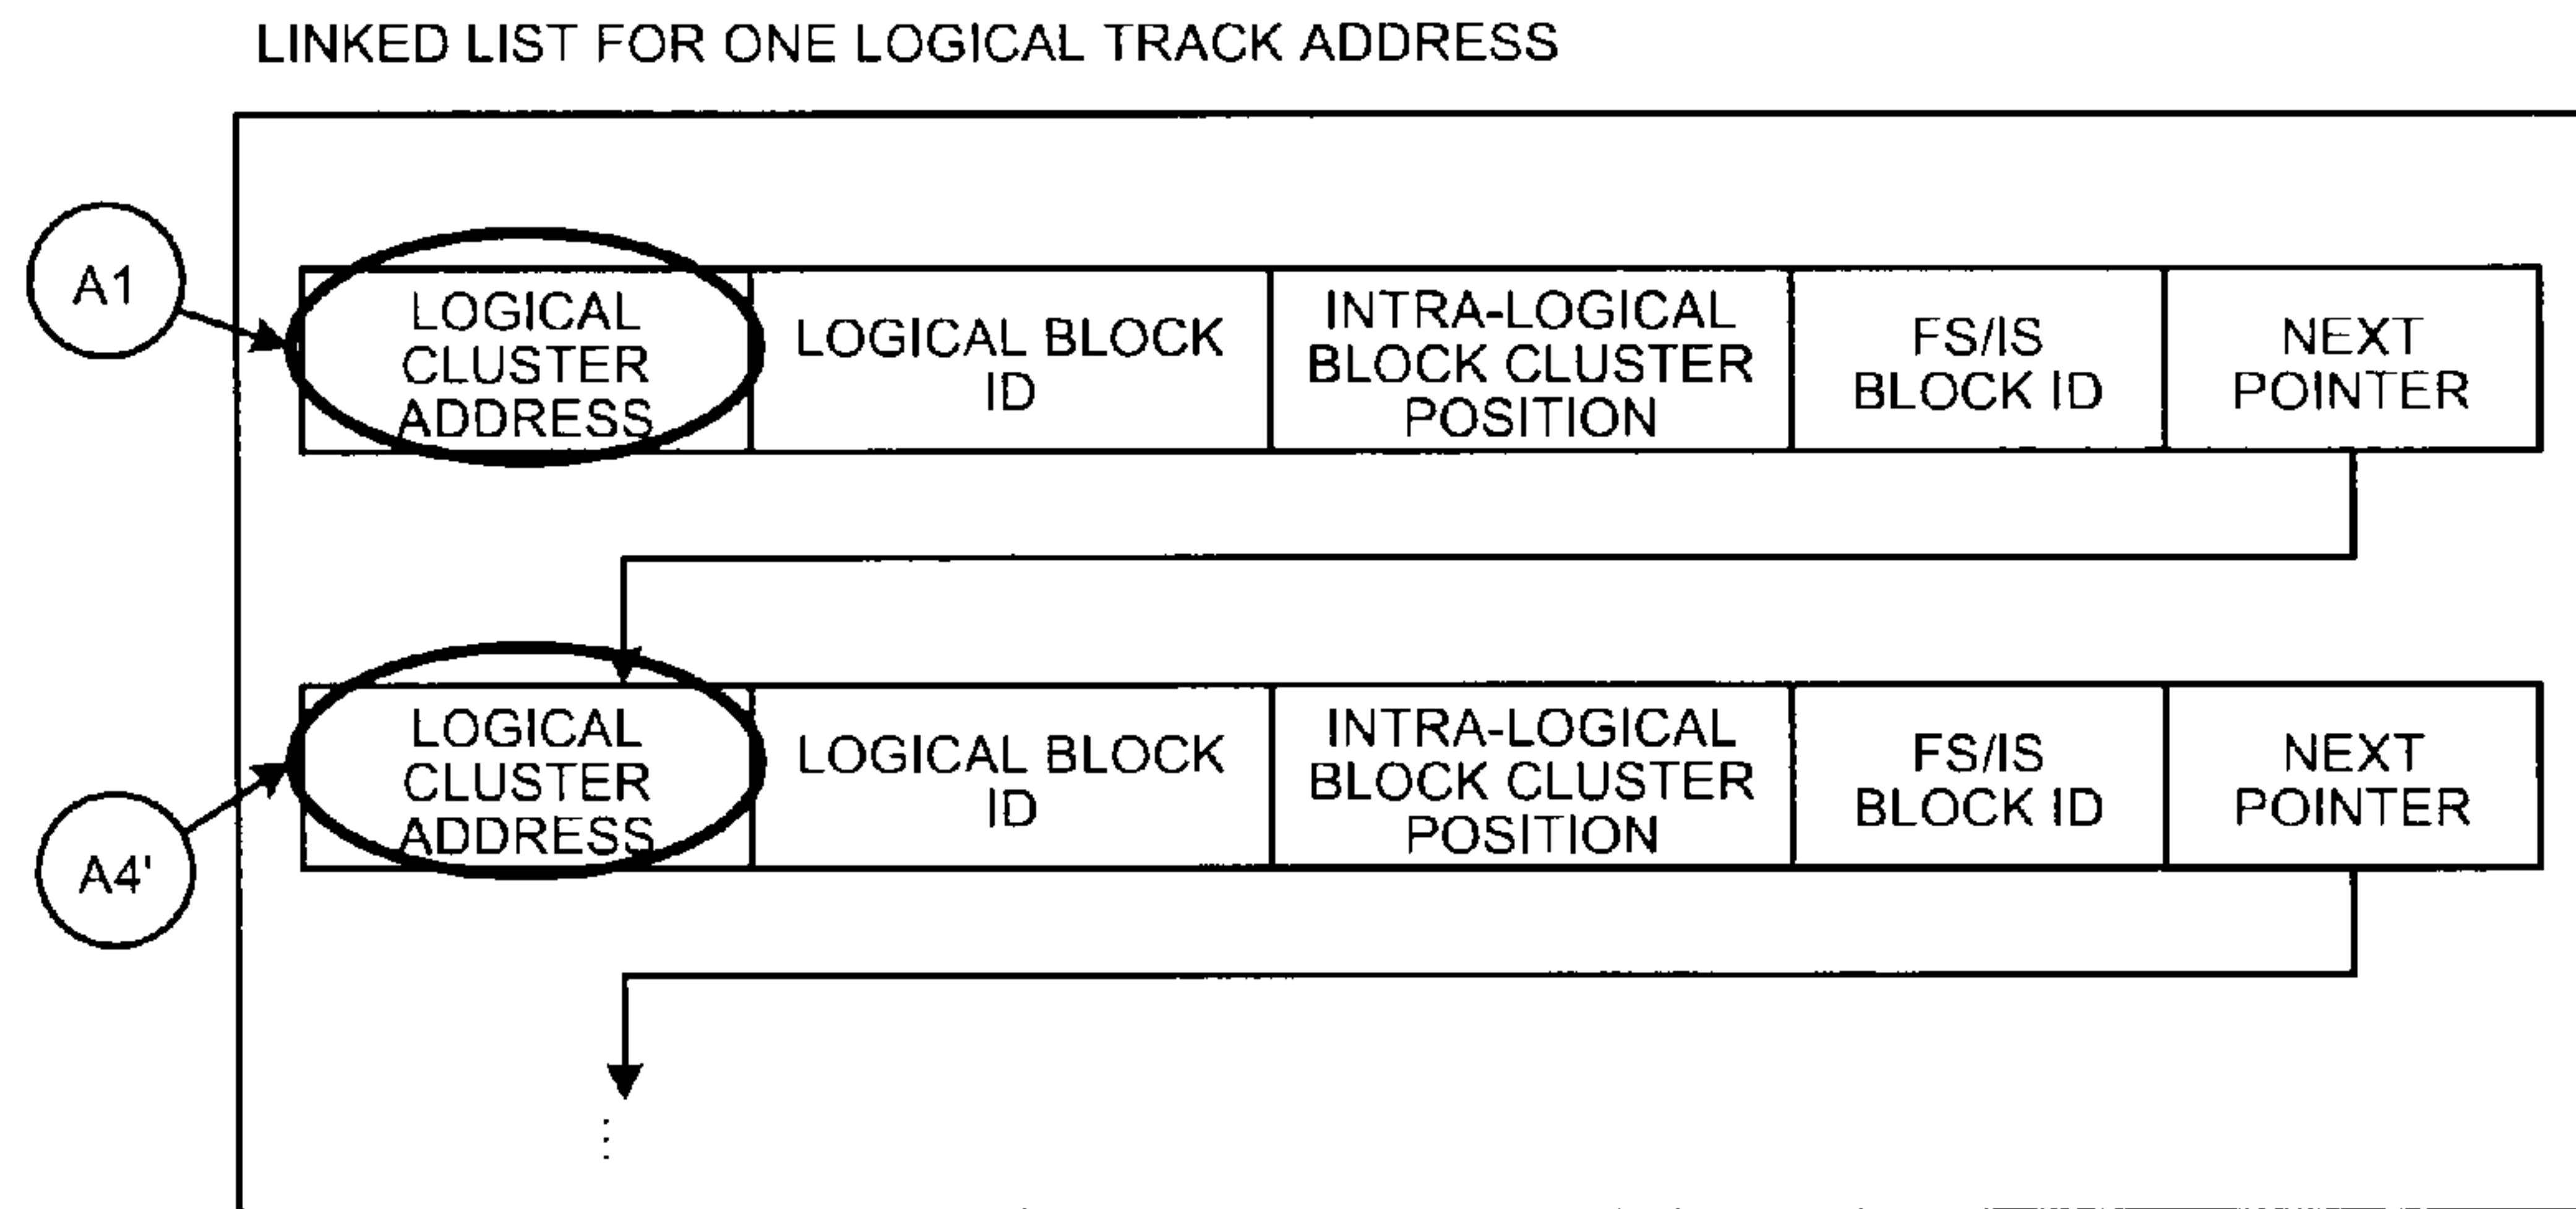 LINKED LIST FOR ONE LOGICAL TRACK ADDRESS
A1
LOGICAL
CLUSTER
ADDRESS
LOGICAL BLOCK
ID
INTRA-LOGICAL
BLOCK CLUSTER
POSITION
FS/IS
BLOCK ID
NEXT
POINTER
A4'
LOGICAL
CLUSTER
ADDRESS
LOGICAL BLOCK
ID
INTRA-LOGICAL
BLOCK CLUSTER
POSITION
FS/IS
BLOCK ID
NEXT
POINTER